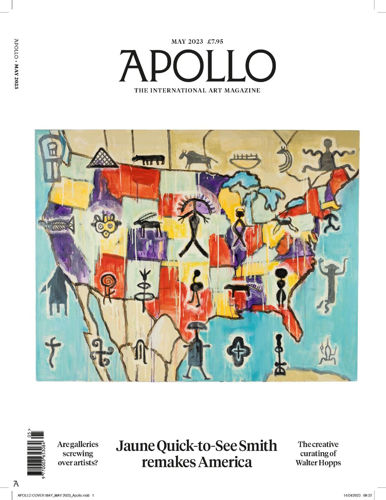 MAY 2023 £7.95
APOLLO
THE INTERNATIONAL ART MAGAZINE
APOLLO • MAY 2023
Are galleries
screwing
over artists?
Jaune Quick-to-See Smith
remakes America
The creative
curating of
Walter Hopps